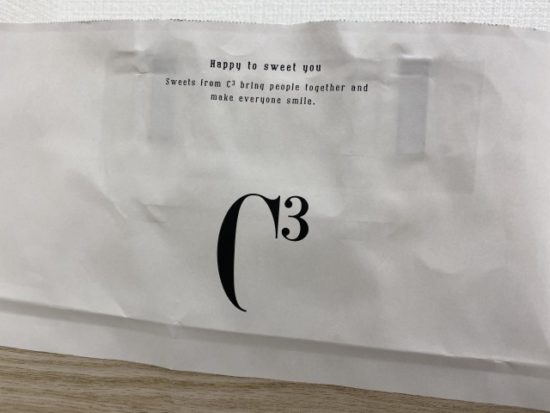 Happy to sweet you
Sweets from C³ bring people together and
make everyone smile.
C³